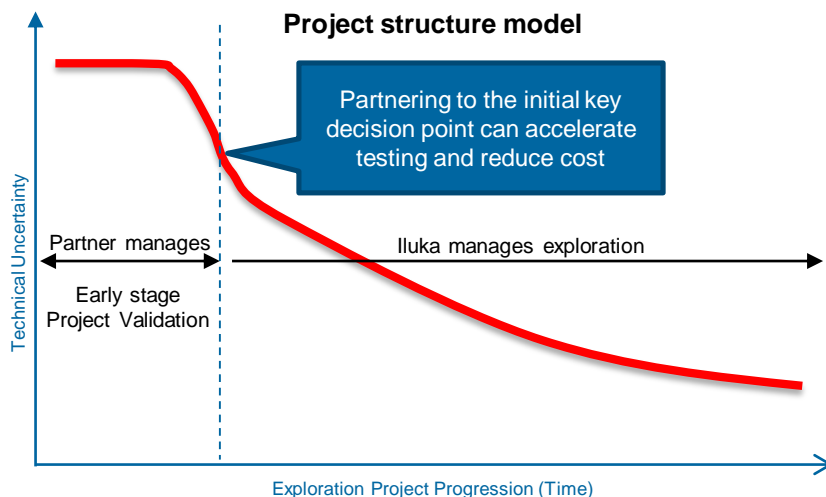 Project structure model
Partnering to the initial key
decision point can accelerate
testing and reduce cost
Technical Uncertainty
Partner manages
Iluka manages exploration
Early stage
Project Validation
Exploration Project Progression (Time)